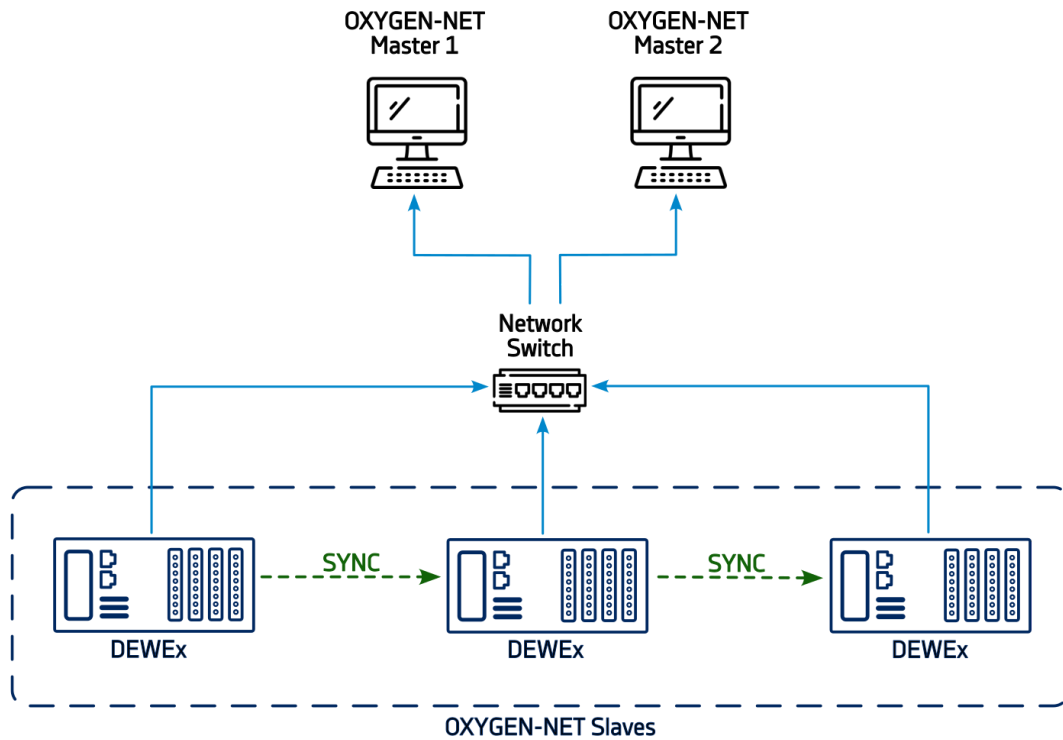 OXYGEN-NET
Master 1
OXYGEN-NET
Master 2
Network
Switch
SYNC
SYNC
DEWEx
DEWEx
DEWEx
OXYGEN-NET Slaves